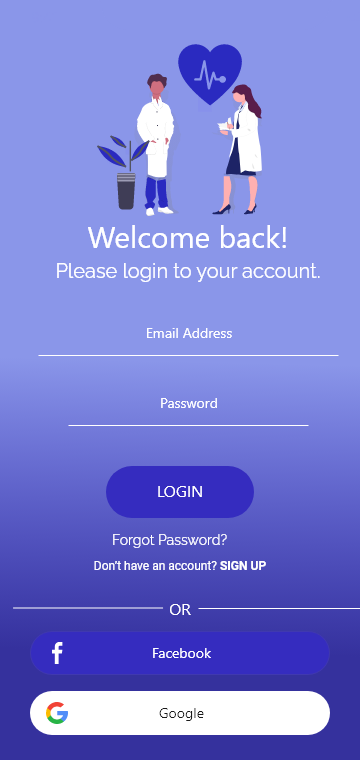 Welcome back!
Please login to your account.
Email Address
Password
LOGIN
Forgot Password?
Don't have an account? SIGN UP
OR
Facebook
Google